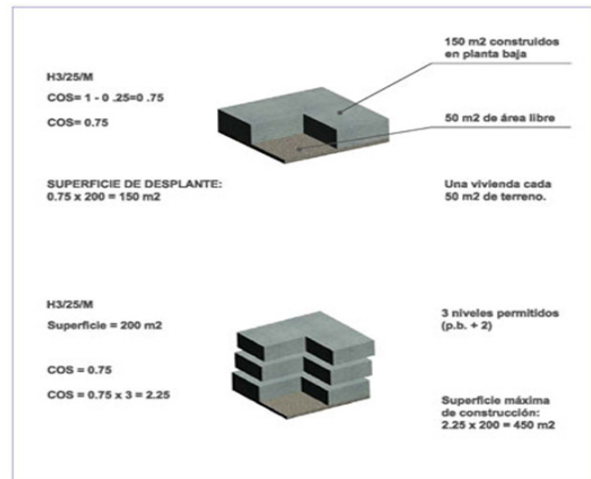 H3/25/M
COS= 1 - 0 .25=0 .75
COS= 0.75
150 m2 construidos
en planta baja
50 m2 de área libre
SUPERFICIE DE DESPLANTE:
0.75 x 200 = 150 m2
Una vivienda cada
50 m2 de terreno.
H3/25/M
Superficie = 200 m2
COS = 0.75
COS = 0.75 x 3 = 2.25
3 niveles permitidos
(p.b. + 2)
Superficie máxima
de construcción:
2.25 x 200 = 450 m2